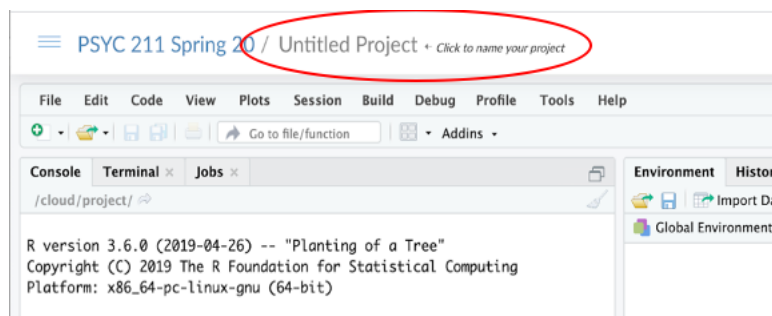 PSYC 211 Spring 20 / Untitled Project ← Click to name your project
File Edit Code View Plots Session Build Debug Profile Tools Help
Go to file/function Addins
Console Terminal × Jobs × Environment Histor
/cloud/project/ Import Da
Global Environment
R version 3.6.0 (2019-04-26) -- "Planting of a Tree"
Copyright (C) 2019 The R Foundation for Statistical Computing
Platform: x86_64-pc-linux-gnu (64-bit)